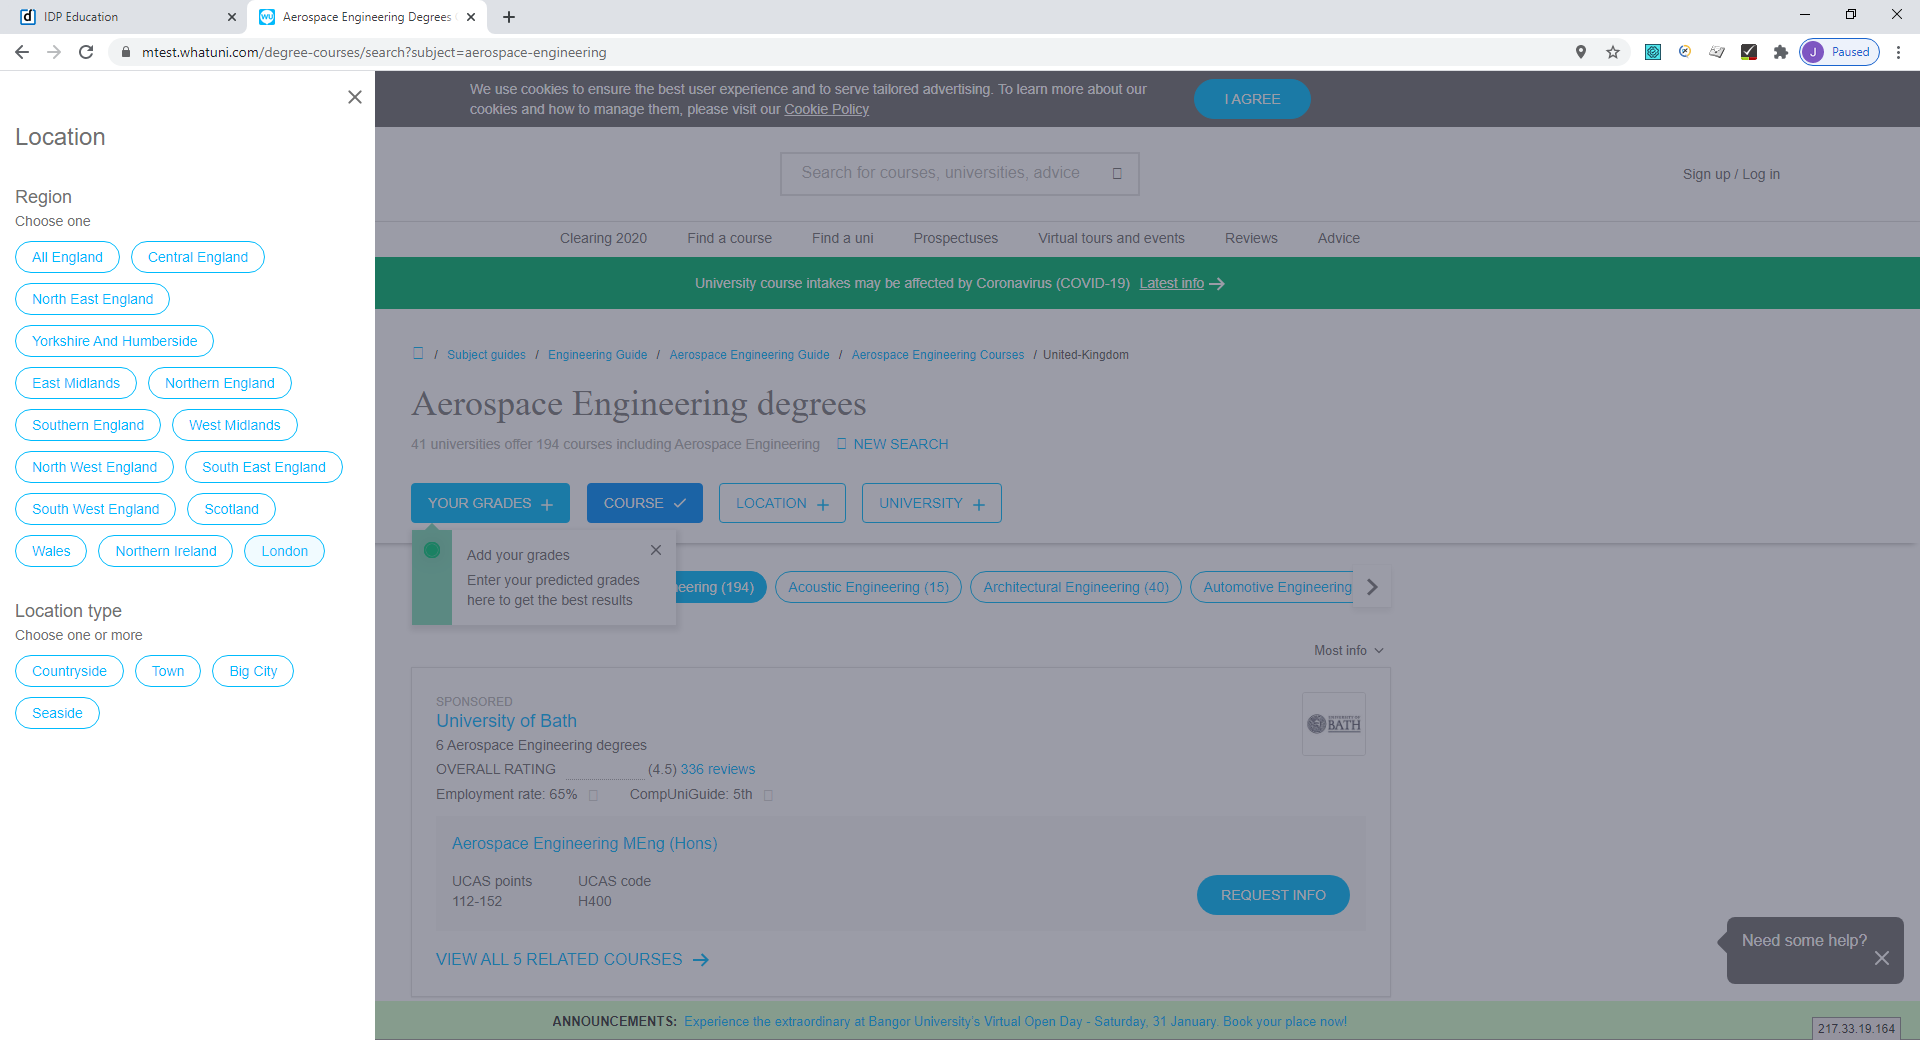 IDP Education
Aerospace Engineering Degrees
mtest.whatuni.com/degree-courses/search?subject=aerospace-engineering
J Paused
Location
Region
Choose one
All England
Central England
North East England
Yorkshire And Humberside
East Midlands
Northern England
Southern England
West Midlands
North West England
South East England
South West England
Scotland
Wales
Northern Ireland
London
Location type
Choose one or more
Countryside
Town
Big City
Seaside
We use cookies to ensure the best user experience and to serve tailored advertising. To learn more about our
cookies and how to manage them, please visit our Cookie Policy
I AGREE
Search for courses, universities, advice
Sign up / Log in
Clearing 2020
Find a course
Find a uni
Prospectuses
Virtual tours and events
Reviews
Advice
University course intakes may be affected by Coronavirus (COVID-19) Latest info
/ Subject guides / Engineering Guide / Aerospace Engineering Guide / Aerospace Engineering Courses / United-Kingdom
Aerospace Engineering degrees
41 universities offer 194 courses including Aerospace Engineering
NEW SEARCH
YOUR GRADES
COURSE
LOCATION
UNIVERSITY
Add your grades
Enter your predicted grades
here to get the best results
neering (194)
Acoustic Engineering (15)
Architectural Engineering (40)
Automotive Engineering
Most info
SPONSORED
University of Bath
UNIVERSITY OF
BATH
6 Aerospace Engineering degrees
OVERALL RATING (4.5) 336 reviews
Employment rate: 65%
CompUniGuide: 5th
Aerospace Engineering MEng (Hons)
UCAS points
112-152
UCAS code
H400
REQUEST INFO
VIEW ALL 5 RELATED COURSES
Need some help?
ANNOUNCEMENTS: Experience the extraordinary at Bangor University's Virtual Open Day - Saturday, 31 January. Book your place now!
217.33.19.164